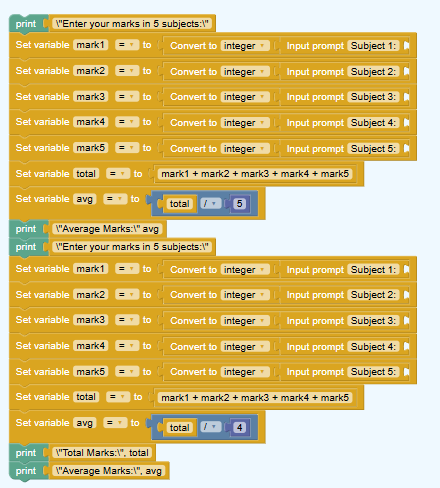 print \"Enter your marks in 5 subjects:\"
Set variable mark1 = to Convert to integer Input prompt Subject 1:
Set variable mark2 = to Convert to integer Input prompt Subject 2:
Set variable mark3 = to Convert to integer Input prompt Subject 3:
Set variable mark4 = to Convert to integer Input prompt Subject 4:
Set variable mark5 = to Convert to integer Input prompt Subject 5:
Set variable total = to mark1 + mark2 + mark3 + mark4 + mark5
Set variable avg = to total / 5
print \"Average Marks:\" avg
print \"Enter your marks in 5 subjects:\"
Set variable mark1 = to Convert to integer Input prompt Subject 1:
Set variable mark2 = to Convert to integer Input prompt Subject 2:
Set variable mark3 = to Convert to integer Input prompt Subject 3:
Set variable mark4 = to Convert to integer Input prompt Subject 4:
Set variable mark5 = to Convert to integer Input prompt Subject 5:
Set variable total = to mark1 + mark2 + mark3 + mark4 + mark5
Set variable avg = to total / 4
print \"Total Marks:\", total
print \"Average Marks:\", avg